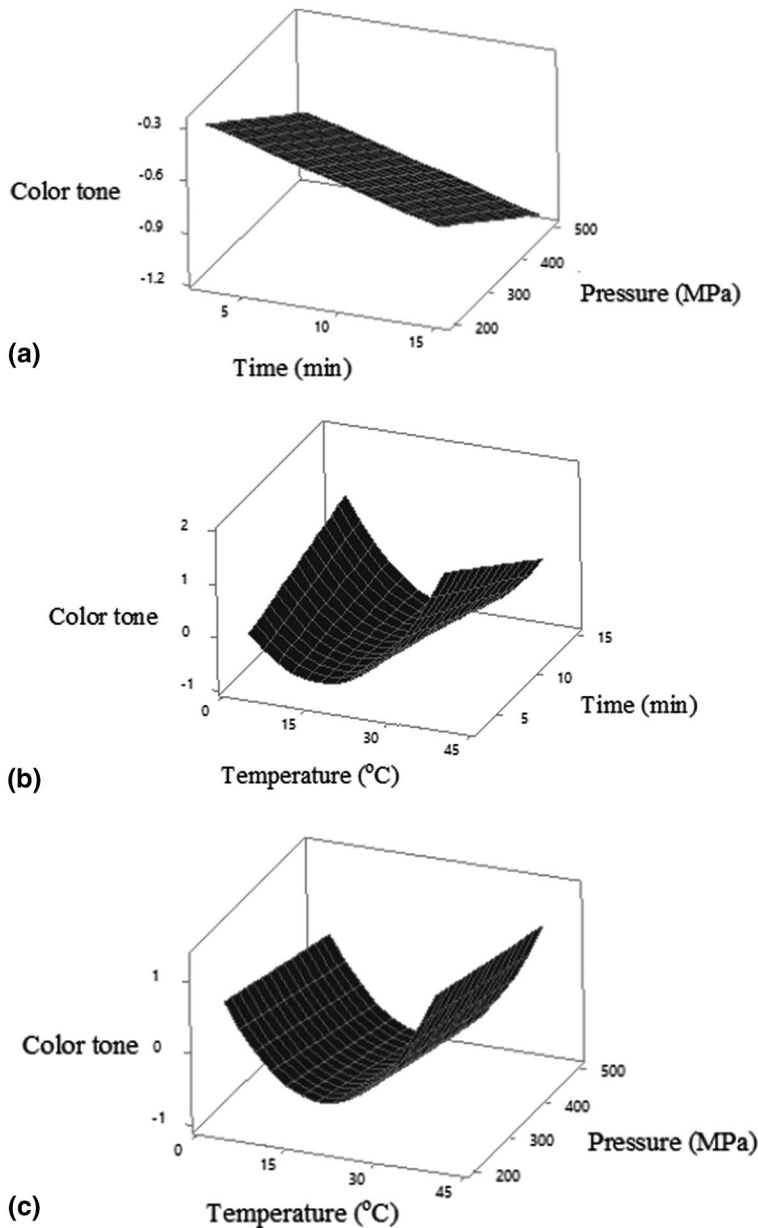 -0.3
-0.6
Color tone
-0.9
500
400
-1.2
300
Pressure (MPa)
5
200
10
15
(a)
Time (min)
2
1
Color tone
0
15
-1
10
Time (min)
0
5
15
30
45
(b)
Temperature (°C)
1
Color tone
0
500
400
-1
300
Pressure (MPa)
0
200
15
30
45
(c)
Temperature (°C)